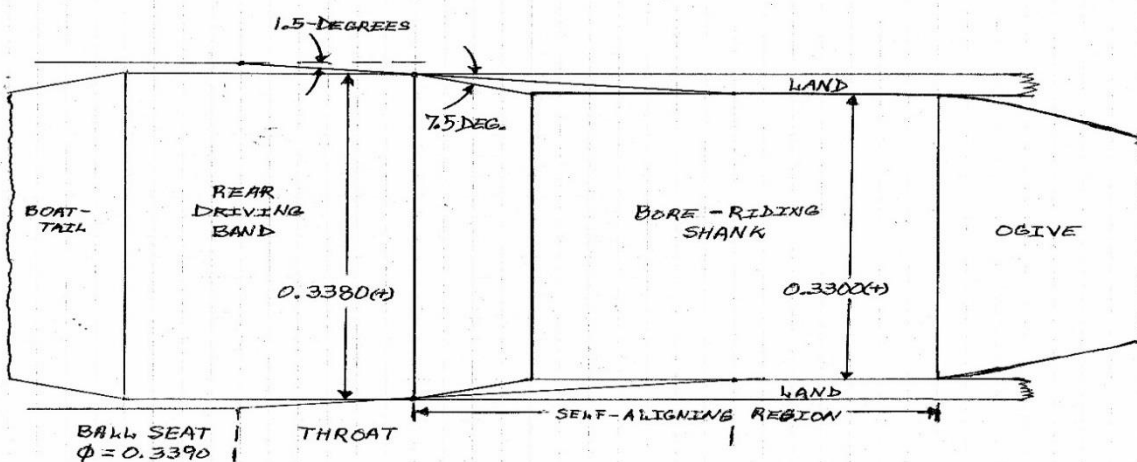 1.5-DEGREES
LAND
7.5 DEG.
BOAT-
TAIL
REAR
DRIVING
BAND
BORE-RIDING
SHANK
OGIVE
0.3380(+)
0.3300(+)
LAND
SELF-ALIGNING REGION
BALL SEAT
Φ = 0.3390
THROAT